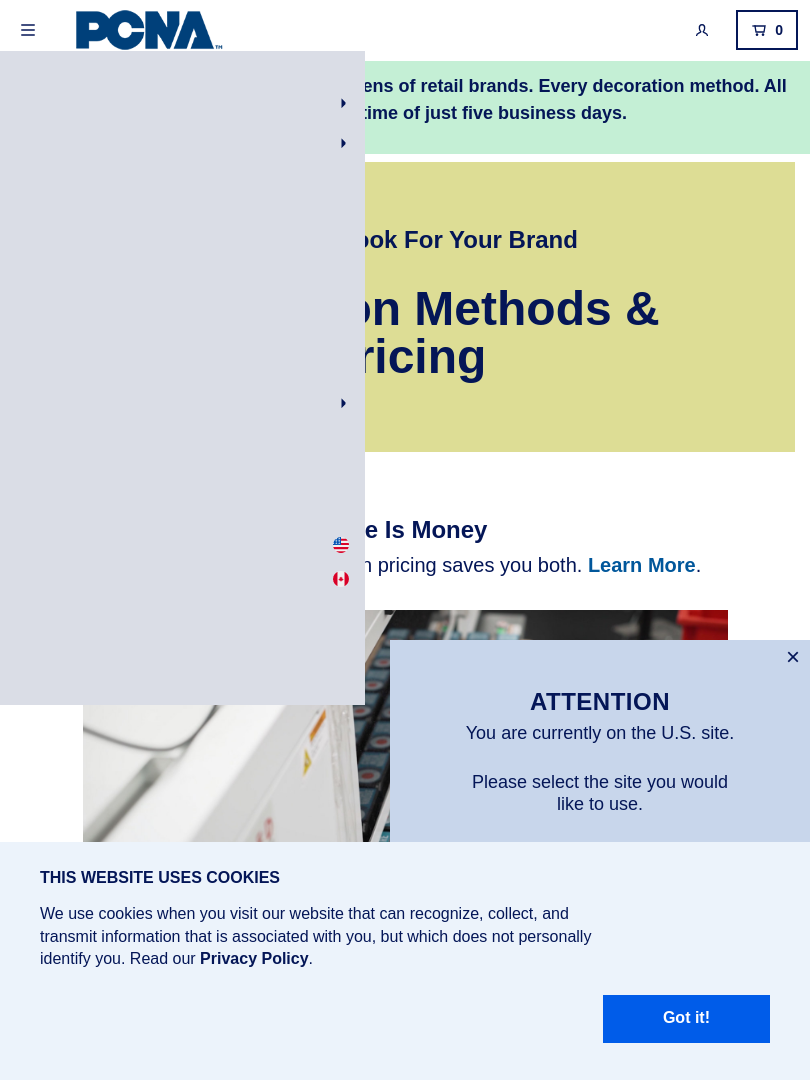 PCNA™
0
ens of retail brands. Every decoration method. All
time of just five business days.
ook For Your Brand
on Methods &
ricing
e Is Money
n pricing saves you both. Learn More.
×
ATTENTION
You are currently on the U.S. site.
Please select the site you would
like to use.
THIS WEBSITE USES COOKIES
We use cookies when you visit our website that can recognize, collect, and
transmit information that is associated with you, but which does not personally
identify you. Read our Privacy Policy.
Got it!